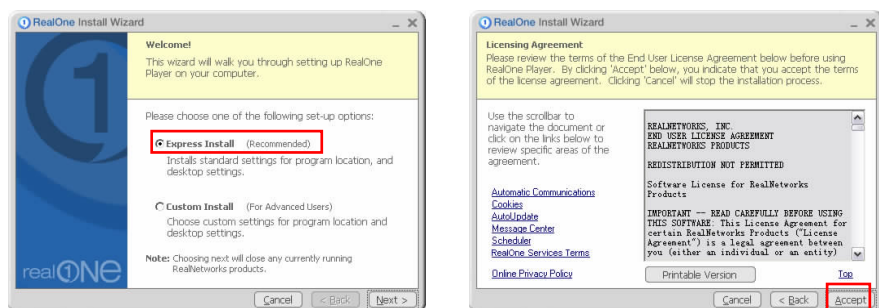 RealOne Install Wizard
Welcome!
This wizard will walk you through setting up RealOne
Player on your computer.
Please choose one of the following set-up options:
Express Install (Recommended)
Installs standard settings for program location, and
desktop settings.
Custom Install (For Advanced Users)
Choose custom settings for program location and
desktop settings.
Note: Choosing next will close any currently running
RealNetworks products.
real ONE
Cancel
< Back
Next >
RealOne Install Wizard
Licensing Agreement
Please review the terms of the End User License Agreement below before using
RealOne Player. By clicking 'Accept' below, you indicate that you accept the terms
of the license agreement. Clicking 'Cancel' will stop the installation process.
Use the scrollbar to
navigate the document or
click on the links below to
review specific areas of the
agreement.
Automatic Communications
Cookies
AutoUpdate
Message Center
Scheduler
RealOne Services Terms
Online Privacy Policy
REALNETWORKS, INC.
END USER LICENSE AGREEMENT
REALNETWORKS PRODUCTS
REDISTRIBUTION NOT PERMITTED
Software License for RealNetworks
Products
IMPORTANT -- READ CAREFULLY BEFORE USING
THIS SOFTWARE: This License Agreement for
certain RealNetworks Products ("License
Agreement") is a legal agreement between
you (either an individual or an entity)
Printable Version
Top
Cancel
< Back
Accept